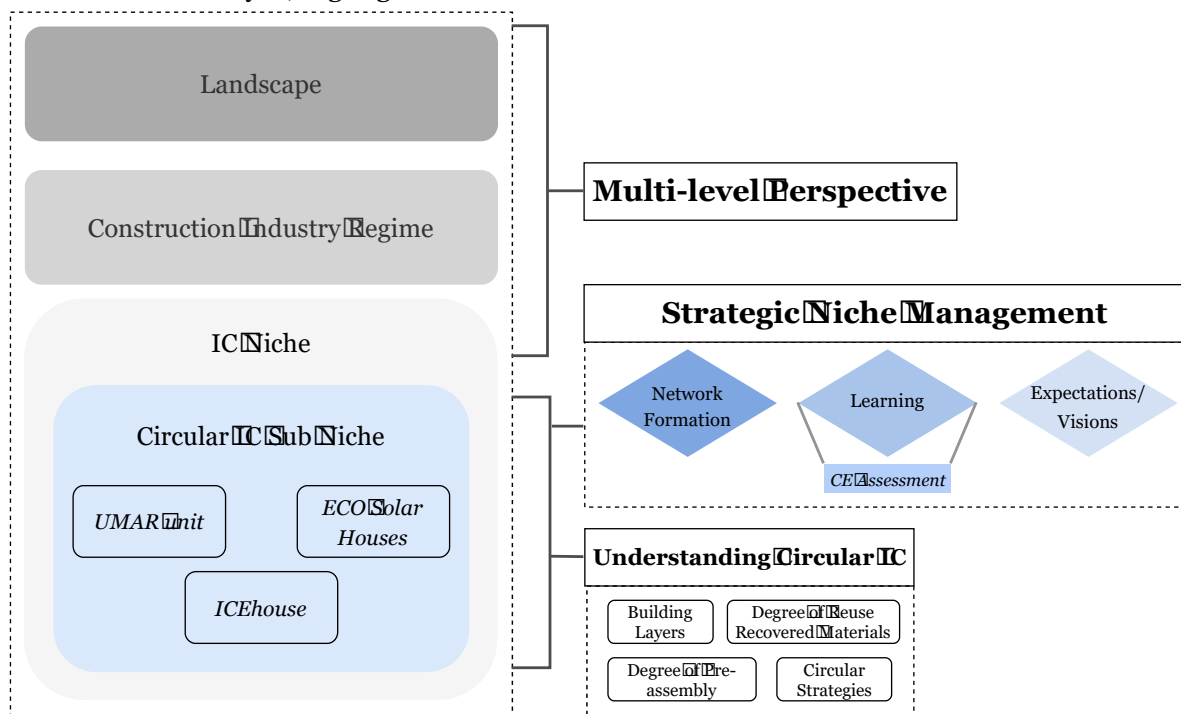 Landscape
Construction Industry Regime
IC Niche
Circular IC Sub Niche
UMAR unit
ECO Solar
Houses
ICEhouse
Multi-level Perspective
Strategic Niche Management
Network
Formation
Learning
Expectations/
Visions
CE Assessment
Understanding Circular IC
Building
Layers
Degree of Reuse
Recovered Materials
Degree of Pre-
assembly
Circular
Strategies